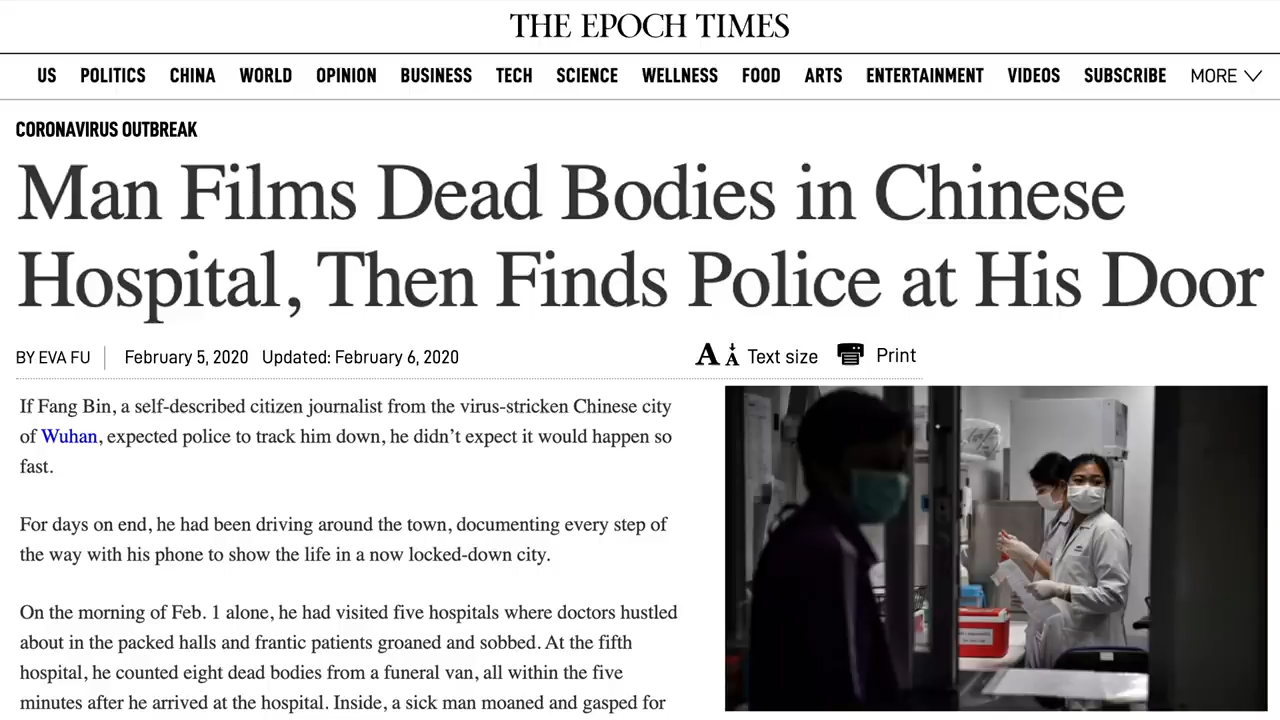 THE EPOCH TIMES
US POLITICS CHINA WORLD OPINION BUSINESS TECH SCIENCE WELLNESS FOOD ARTS ENTERTAINMENT VIDEOS SUBSCRIBE MORE
CORONAVIRUS OUTBREAK
Man Films Dead Bodies in Chinese
Hospital, Then Finds Police at His Door
BY EVA FU February 5, 2020 Updated: February 6, 2020 A A Text size Print
If Fang Bin, a self-described citizen journalist from the virus-stricken Chinese city
of Wuhan, expected police to track him down, he didn’t expect it would happen so
fast.
For days on end, he had been driving around the town, documenting every step of
the way with his phone to show the life in a now locked-down city.
On the morning of Feb. 1 alone, he had visited five hospitals where doctors hustled
about in the packed halls and frantic patients groaned and sobbed. At the fifth
hospital, he counted eight dead bodies from a funeral van, all within the five
minutes after he arrived at the hospital. Inside, a sick man moaned and gasped for